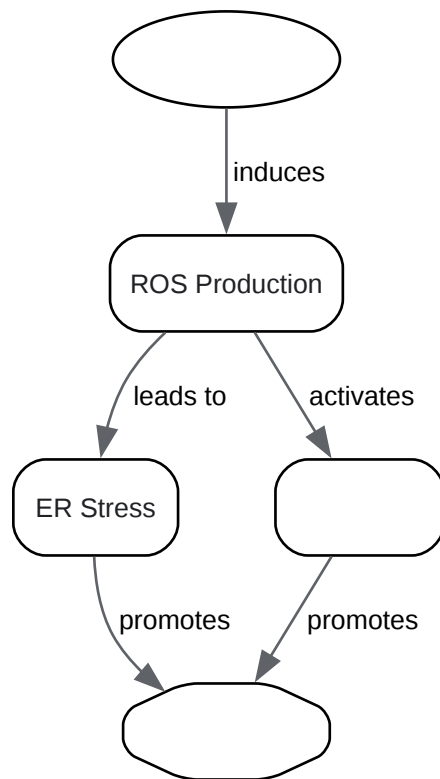 induces
ROS Production
leads to
activates
ER Stress
promotes
promotes